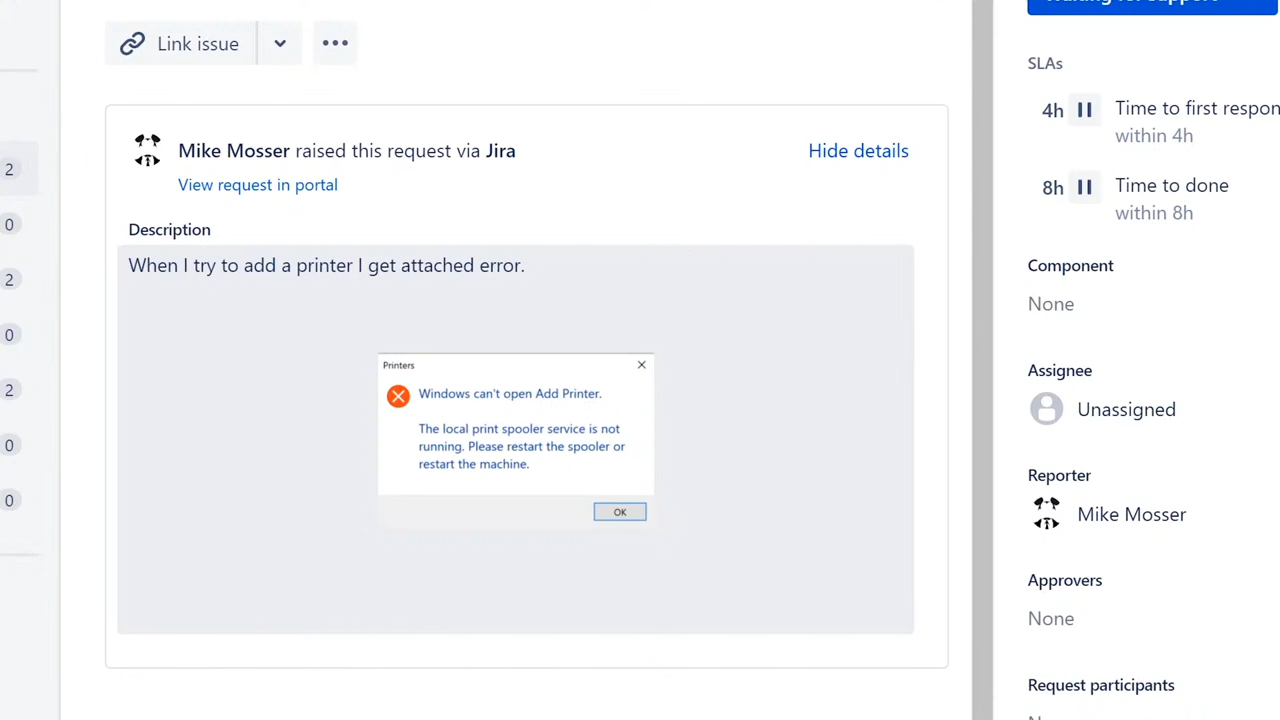 Link issue
Mike Mosser raised this request via Jira
Hide details
View request in portal
Description
When I try to add a printer I get attached error.
Printers
Windows can't open Add Printer.
The local print spooler service is not
running. Please restart the spooler or
restart the machine.
OK
2
0
2
0
2
0
0
SLAs
4h
Time to first respon
within 4h
8h
Time to done
within 8h
Component
None
Assignee
Unassigned
Reporter
Mike Mosser
Approvers
None
Request participants